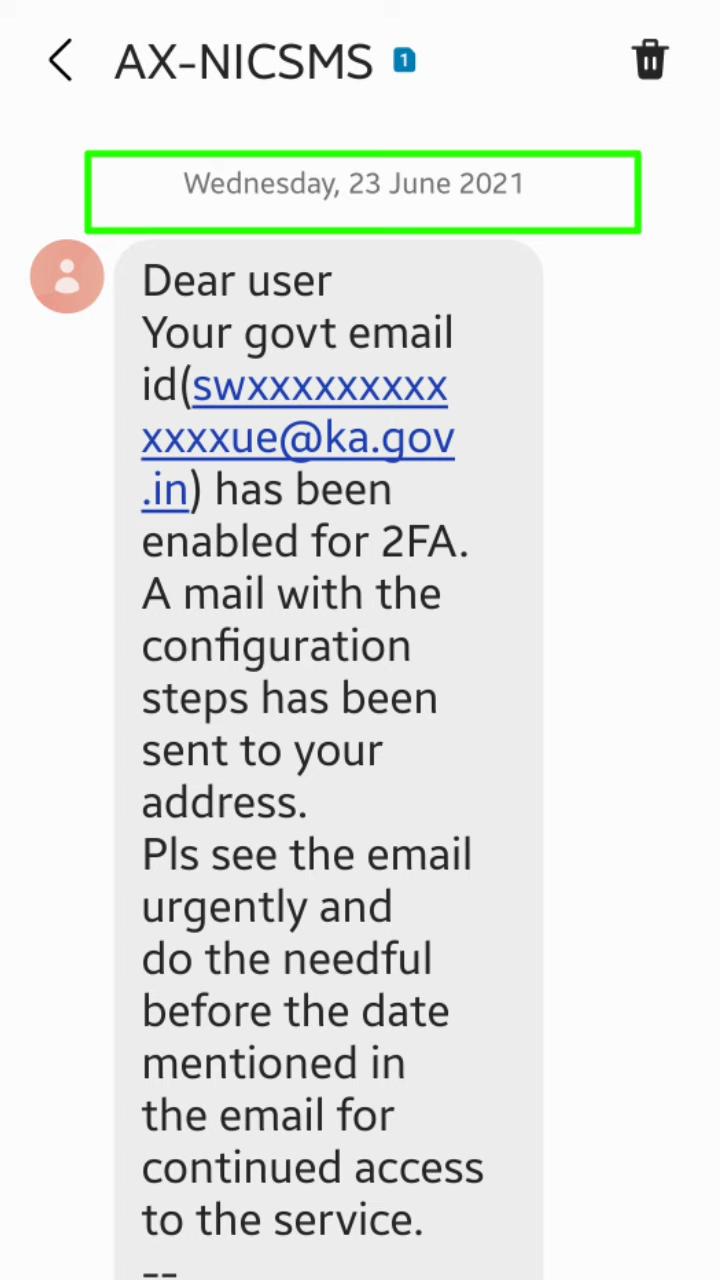 AX-NICSMS 1
Wednesday, 23 June 2021
Dear user
Your govt email
id(swxxxxxxxxxx
xxxxue@ka.gov
.in) has been
enabled for 2FA.
A mail with the
configuration
steps has been
sent to your
address.
Pls see the email
urgently and
do the needful
before the date
mentioned in
the email for
continued access
to the service.
--